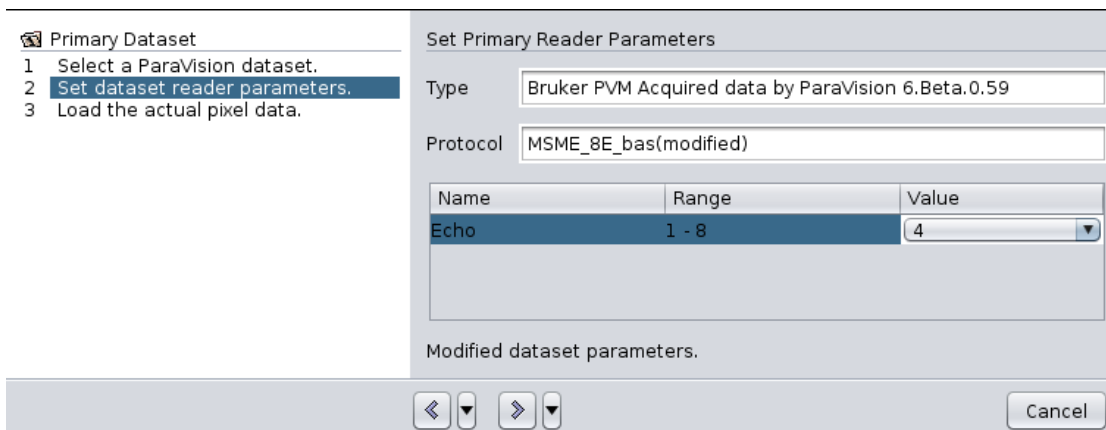 Primary Dataset
1 Select a ParaVision dataset.
2 Set dataset reader parameters.
3 Load the actual pixel data.
Set Primary Reader Parameters
Type Bruker PVM Acquired data by ParaVision 6.Beta.0.59
Protocol MSME_8E_bas(modified)
Name Range Value
Echo 1 - 8 4
Modified dataset parameters.
Cancel